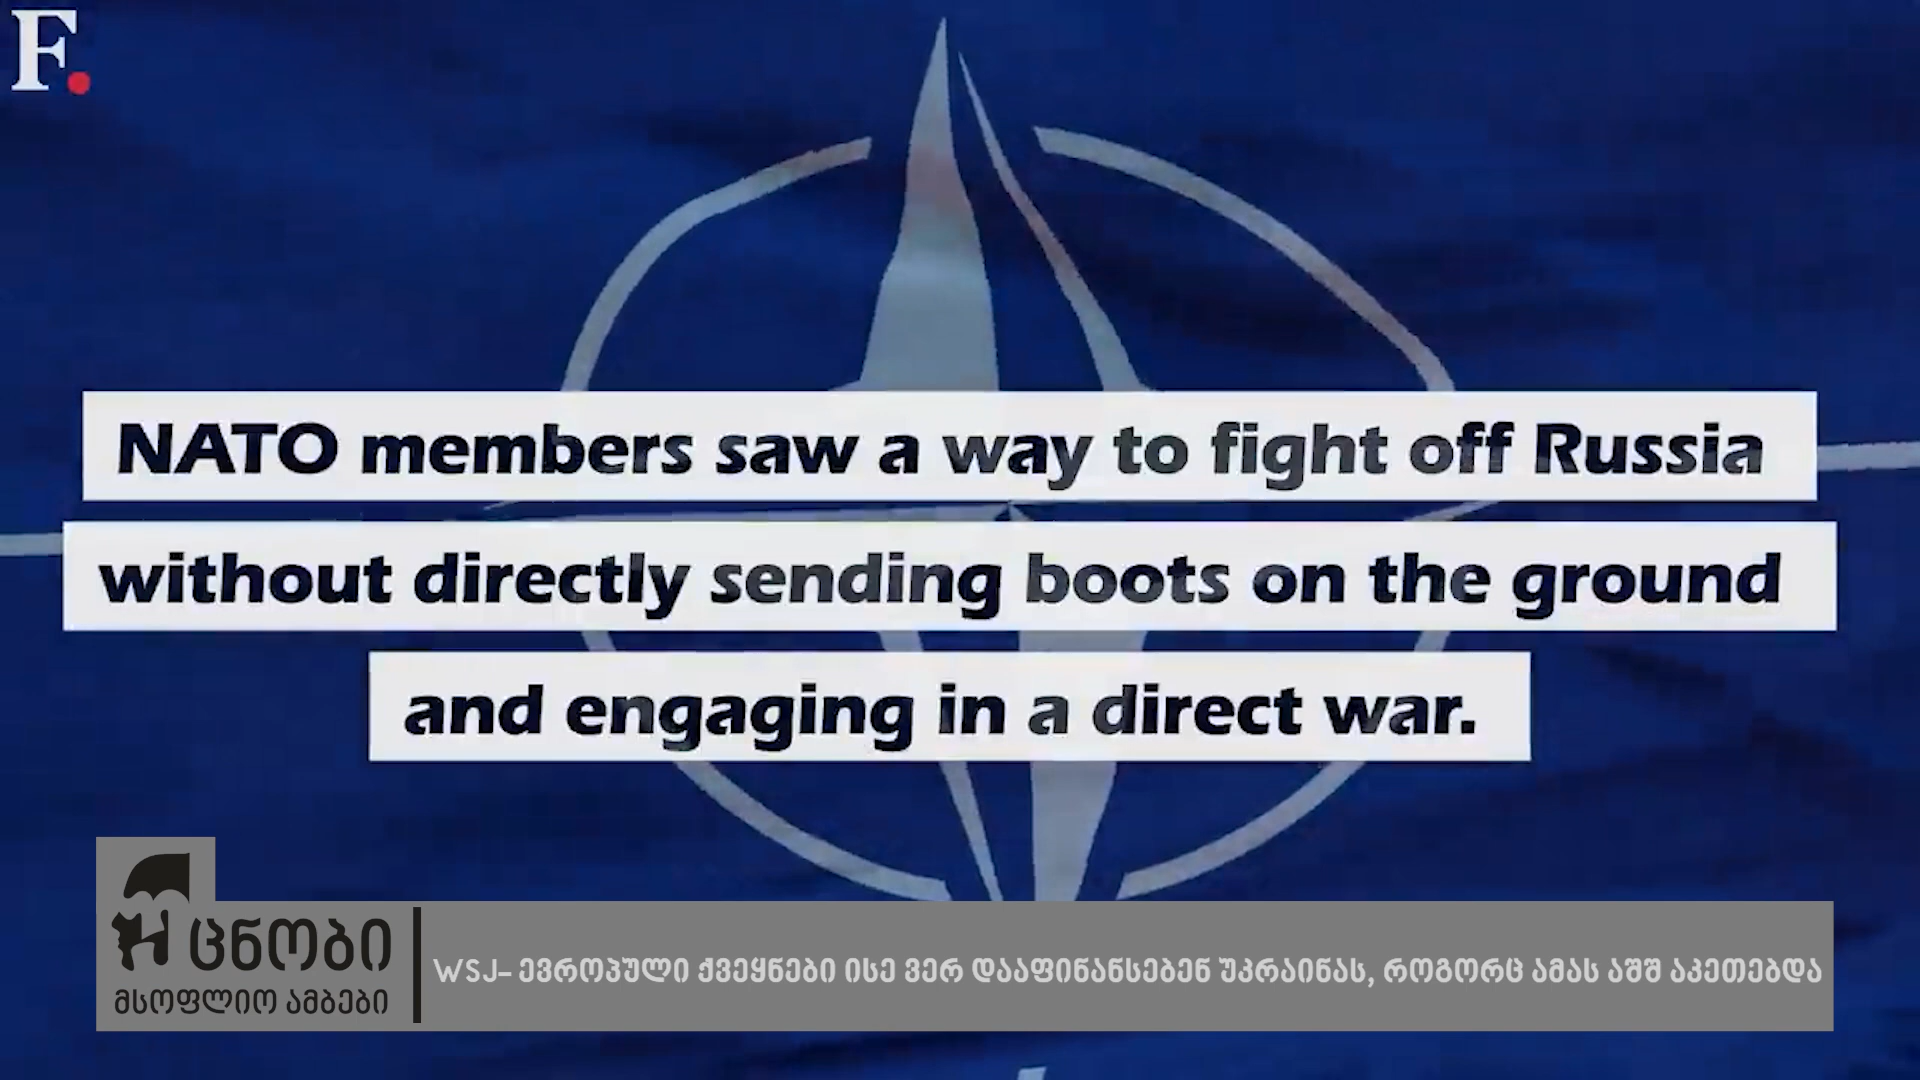 F.
NATO members saw a way to fight off Russia
without directly sending boots on the ground
and engaging in a direct war.
ცნობი
მსოფლიო ამბები
WSJ- ევროპული ქვეყნები ისე ვერ დააფინანსებენ უკრაინას, როგორც ამას აშშ აკეთებდა